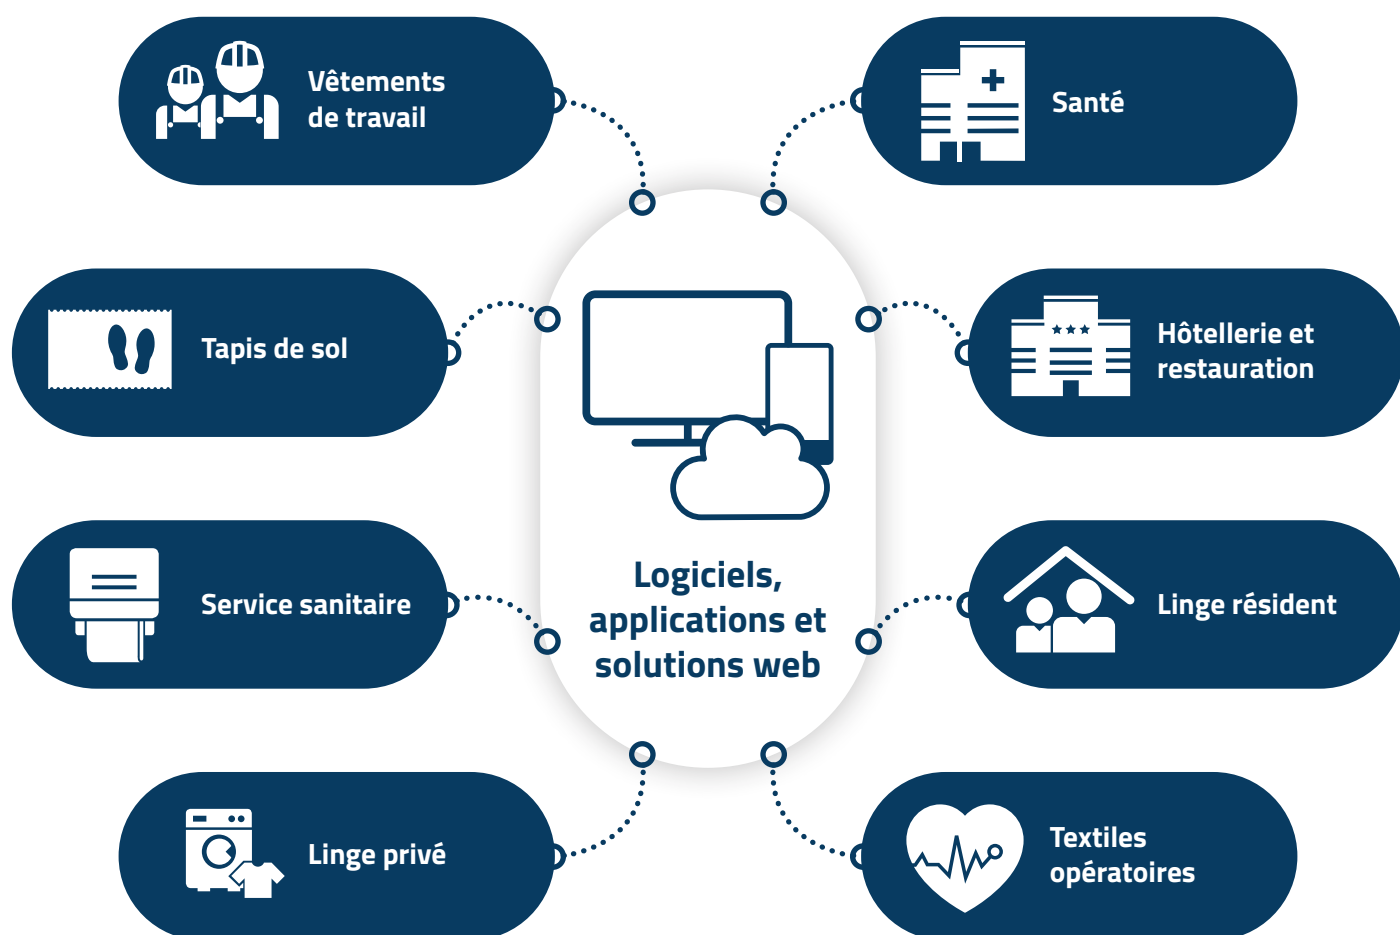 Vêtements
de travail
Santé
Tapis de sol
Hôtellerie et
restauration
Logiciels,
applications et
solutions web
Service sanitaire
Linge résident
Linge privé
Textiles
opératoires